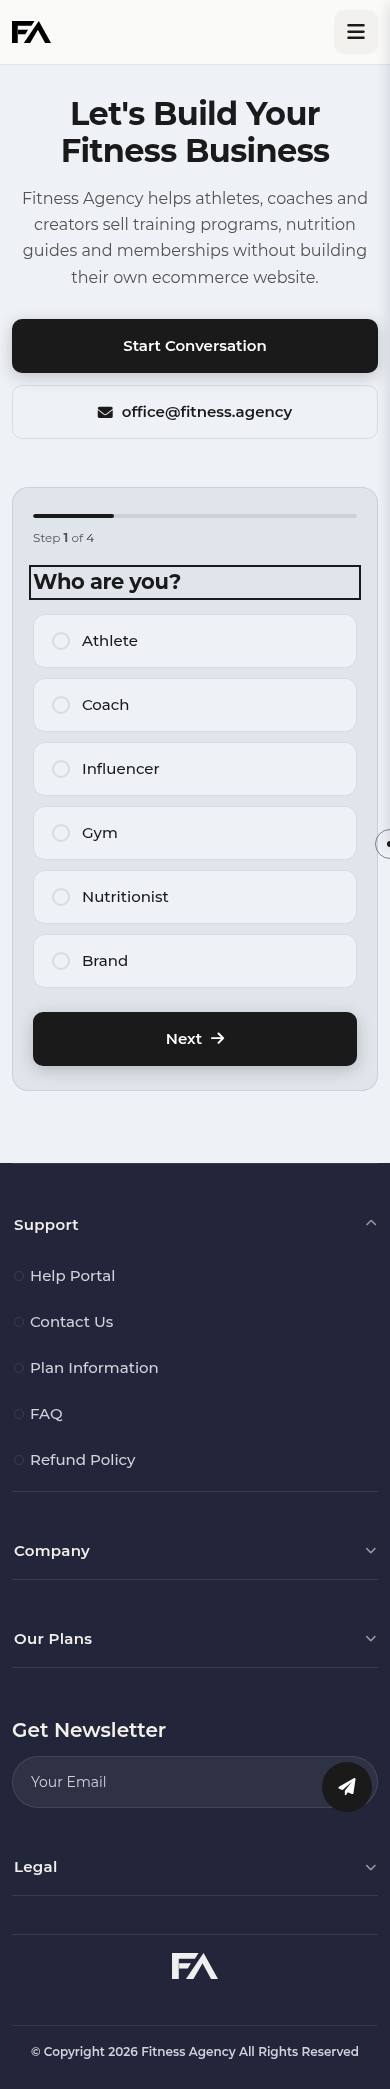 FA
Let's Build Your
Fitness Business
Fitness Agency helps athletes, coaches and
creators sell training programs, nutrition
guides and memberships without building
their own ecommerce website.
Start Conversation
office@fitness.agency
Step 1 of 4
Who are you?
Athlete
Coach
Influencer
Gym
Nutritionist
Brand
Next
Support
Help Portal
Contact Us
Plan Information
FAQ
Refund Policy
Company
Our Plans
Get Newsletter
Your Email
Legal
FA
© Copyright 2026 Fitness Agency All Rights Reserved